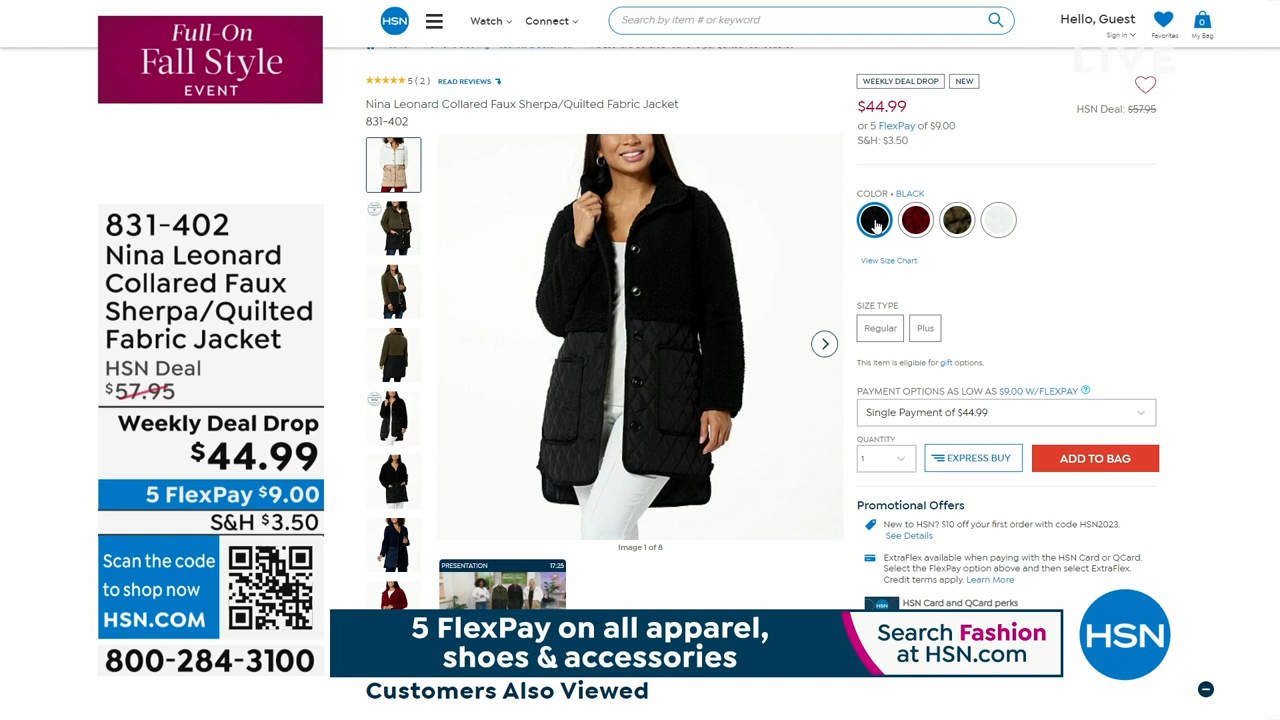 Full-On
Fall Style
EVENT
831-402
Nina Leonard
Collared Faux
Sherpa/Quilted
Fabric Jacket
HSN Deal
$57.95
Weekly Deal Drop
$44.99
5 FlexPay $9.00
S&H $3.50
Scan the code
to shop now
HSN.COM
800-284-3100
HSN
Watch
Connect
Search by item # or keyword
Hello, Guest
Sign In
Favorites
0
My Bag
LIVE
5 ( 2 )
READ REVIEWS
Nina Leonard Collared Faux Sherpa/Quilted Fabric Jacket
831-402
Image 1 of 8
PRESENTATION
17:25
WEEKLY DEAL DROP
NEW
$44.99
HSN Deal: $57.95
or 5 FlexPay of $9.00
S&H: $3.50
COLOR • BLACK
View Size Chart
SIZE TYPE
Regular
Plus
This item is eligible for gift options.
PAYMENT OPTIONS AS LOW AS $9.00 W/FLEXPAY
Single Payment of $44.99
QUANTITY
1
EXPRESS BUY
ADD TO BAG
Promotional Offers
New to HSN? $10 off your first order with code HSN2023.
See Details
ExtraFlex available when paying with the HSN Card or QCard.
Select the FlexPay option above and then select ExtraFlex.
Credit terms apply. Learn More
HSN
HSN Card and QCard perks
5 FlexPay on all apparel,
shoes & accessories
Search Fashion
at HSN.com
HSN
Customers Also Viewed